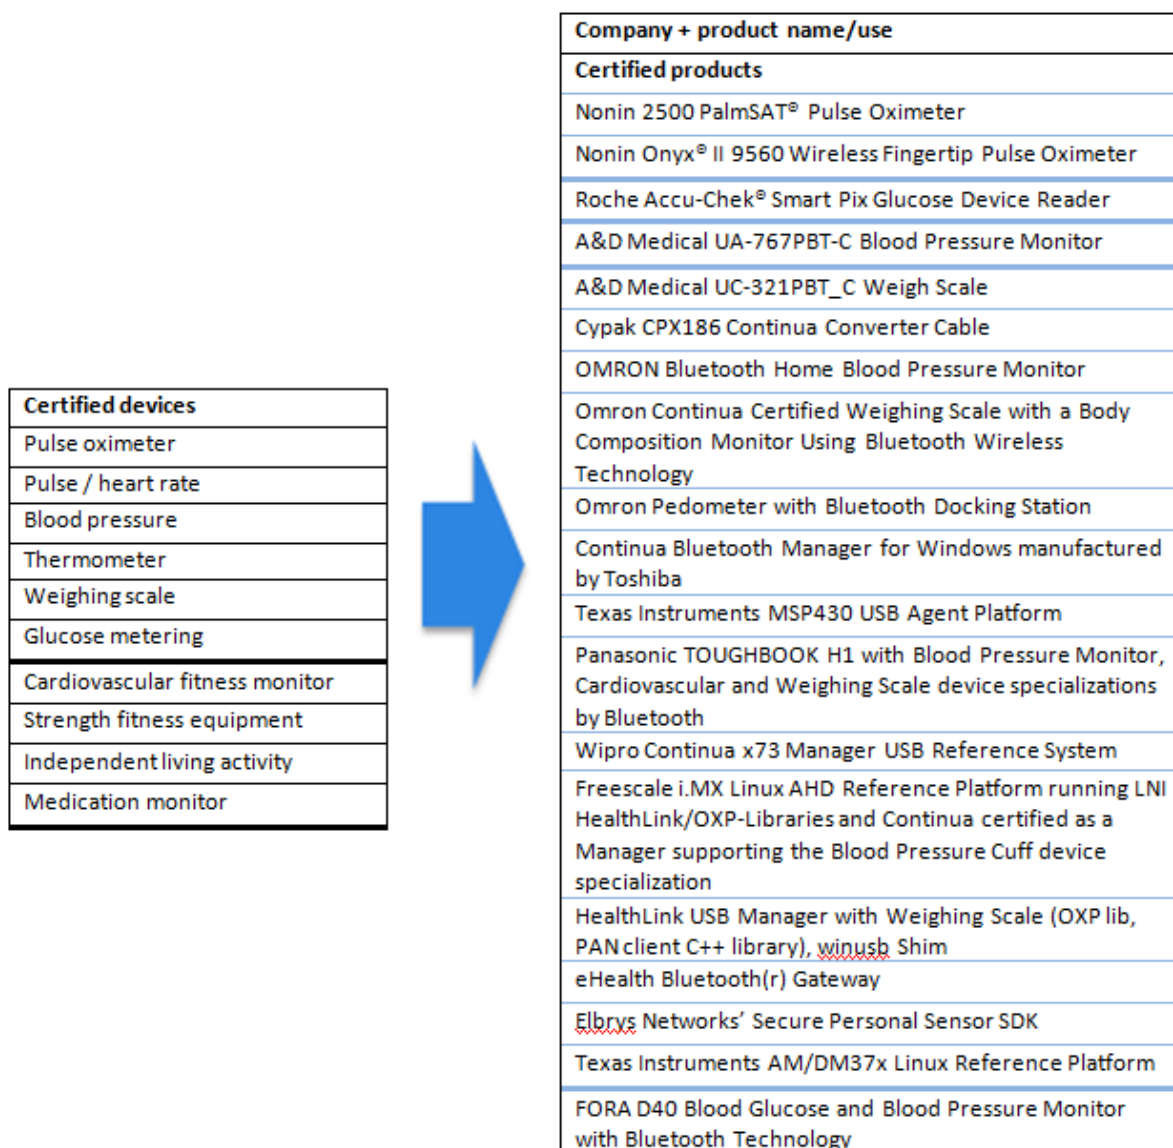 Certified devices
Pulse oximeter
Pulse / heart rate
Blood pressure
Thermometer
Weighing scale
Glucose metering
Cardiovascular fitness monitor
Strength fitness equipment
Independent living activity
Medication monitor
Company + product name/use
Certified products
Nonin 2500 PalmSAT® Pulse Oximeter
Nonin Onyx® II 9560 Wireless Fingertip Pulse Oximeter
Roche Accu-Chek® Smart Pix Glucose Device Reader
A&D Medical UA-767PBT-C Blood Pressure Monitor
A&D Medical UC-321PBT_C Weigh Scale
Cypak CPX186 Continua Converter Cable
OMRON Bluetooth Home Blood Pressure Monitor
Omron Continua Certified Weighing Scale with a Body
Composition Monitor Using Bluetooth Wireless
Technology
Omron Pedometer with Bluetooth Docking Station
Continua Bluetooth Manager for Windows manufactured
by Toshiba
Texas Instruments MSP430 USB Agent Platform
Panasonic TOUGHBOOK H1 with Blood Pressure Monitor,
Cardiovascular and Weighing Scale device specializations
by Bluetooth
Wipro Continua x73 Manager USB Reference System
Freescale i.MX Linux AHD Reference Platform running LNI
HealthLink/OXP-Libraries and Continua certified as a
Manager supporting the Blood Pressure Cuff device
specialization
HealthLink USB Manager with Weighing Scale (OXP lib,
PAN client C++ library), winusb Shim
eHealth Bluetooth(r) Gateway
Elbrys Networks’ Secure Personal Sensor SDK
Texas Instruments AM/DM37x Linux Reference Platform
FORA D40 Blood Glucose and Blood Pressure Monitor
with Bluetooth Technology